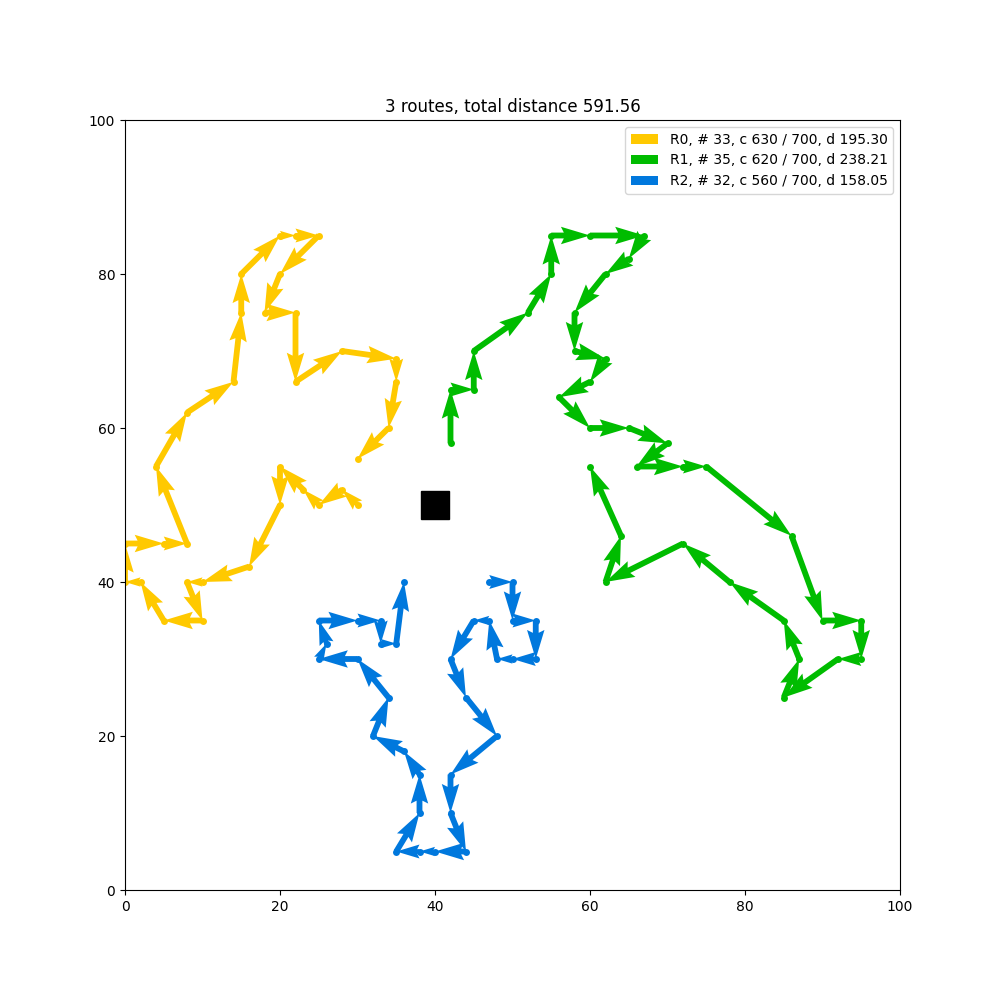 3 routes, total distance 591.56
R0, # 33, c 630 / 700, d 195.30
R1, # 35, c 620 / 700, d 238.21
R2, # 32, c 560 / 700, d 158.05
100
80
60
40
20
0
0 20 40 60 80 100